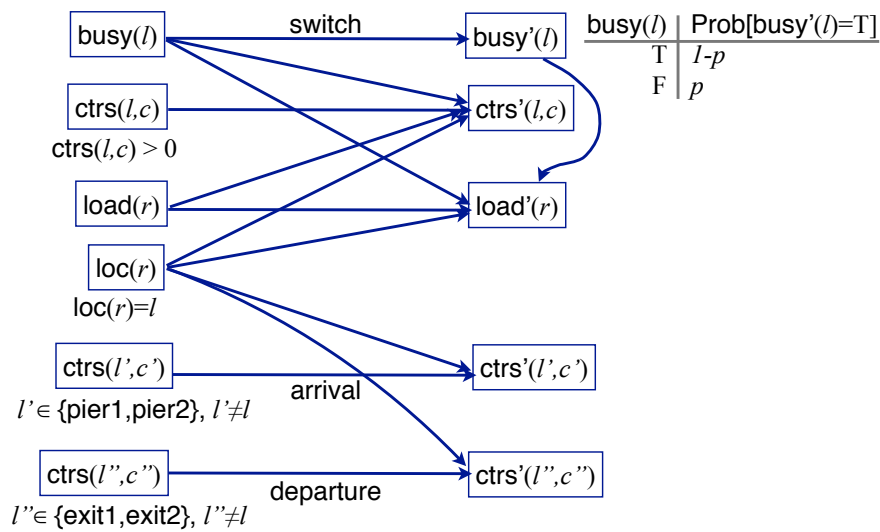 busy(l) switch busy’(l) busy(l) Prob[busy’(l)=T]
T 1-p
F p
ctrs(l,c) ctrs’(l,c)
ctrs(l,c) > 0
load(r) load’(r)
loc(r)
loc(r)=l
ctrs(l’,c’) ctrs’(l’,c’)
arrival
l’∈ {pier1,pier2}, l’≠l
ctrs(l”,c”) ctrs’(l”,c”)
departure
l”∈ {exit1,exit2}, l”≠l